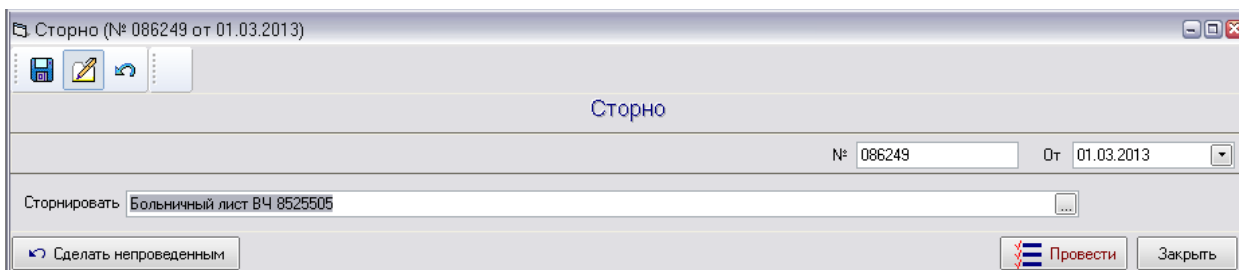 Сторно (№ 086249 от 01.03.2013)
Сторно
№ 086249 От 01.03.2013
Сторнировать Больничный лист ВЧ 8525505 ...
Сделать непроведенным Провести Закрыть